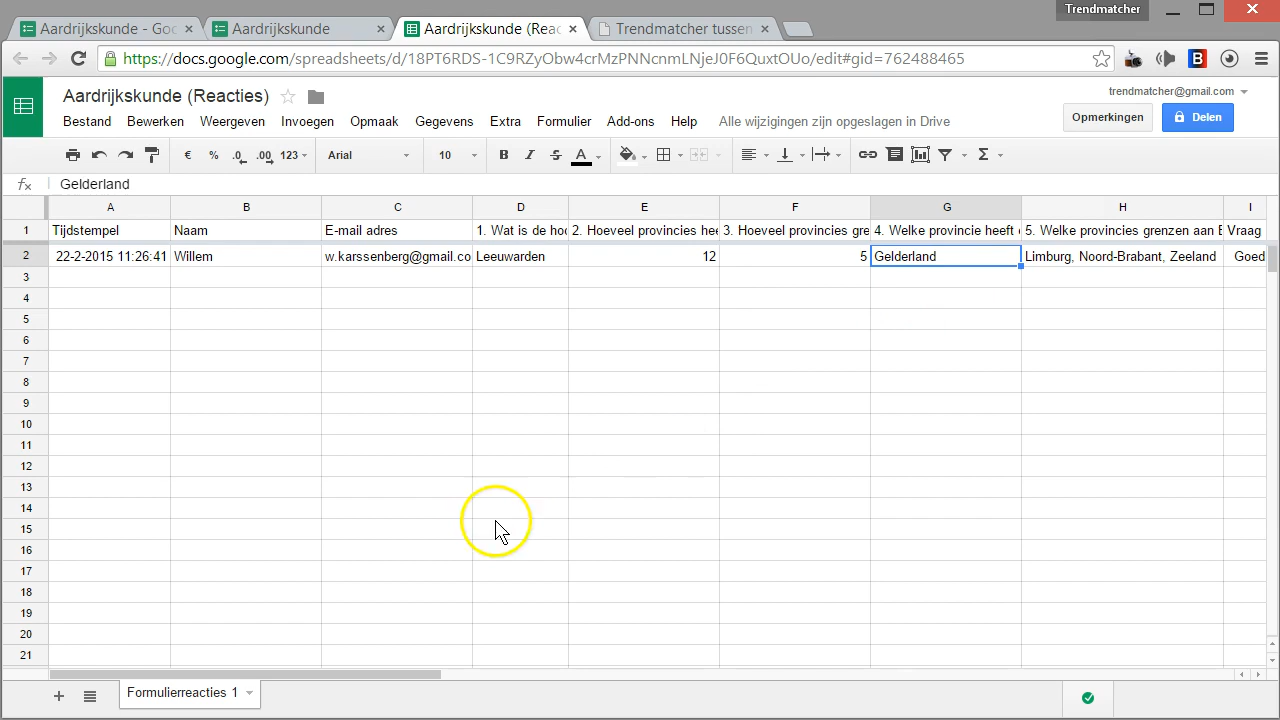 Trendmatcher
Aardrijkskunde - Goo
Aardrijkskunde
Aardrijkskunde (Reac
Trendmatcher tussen
https://docs.google.com/spreadsheets/d/18PT6RDS-1C9RZyObw4crMzPNNcnmLNjeJ0F6QuxtOUo/edit#gid=762488465
Aardrijkskunde (Reacties)
trendmatcher@gmail.com
Bestand Bewerken Weergeven Invoegen Opmaak Gegevens Extra Formulier Add-ons Help Alle wijzigingen zijn opgeslagen in Drive
Opmerkingen
Delen
€ % .0 .00 123 Arial 10 B I S A Σ
fx Gelderland
A B C D E F G H I
1 Tijdstempel Naam E-mail adres 1. Wat is de hoo 2. Hoeveel provincies hee 3. Hoeveel provincies gre 4. Welke provincie heeft 5. Welke provincies grenzen aan Vraag
2 22-2-2015 11:26:41 Willem w.karssenberg@gmail.co Leeuwarden 12 5 Gelderland Limburg, Noord-Brabant, Zeeland Goed
3
4
5
6
7
8
9
10
11
12
13
14
15
16
17
18
19
20
21
Formulierreacties 1